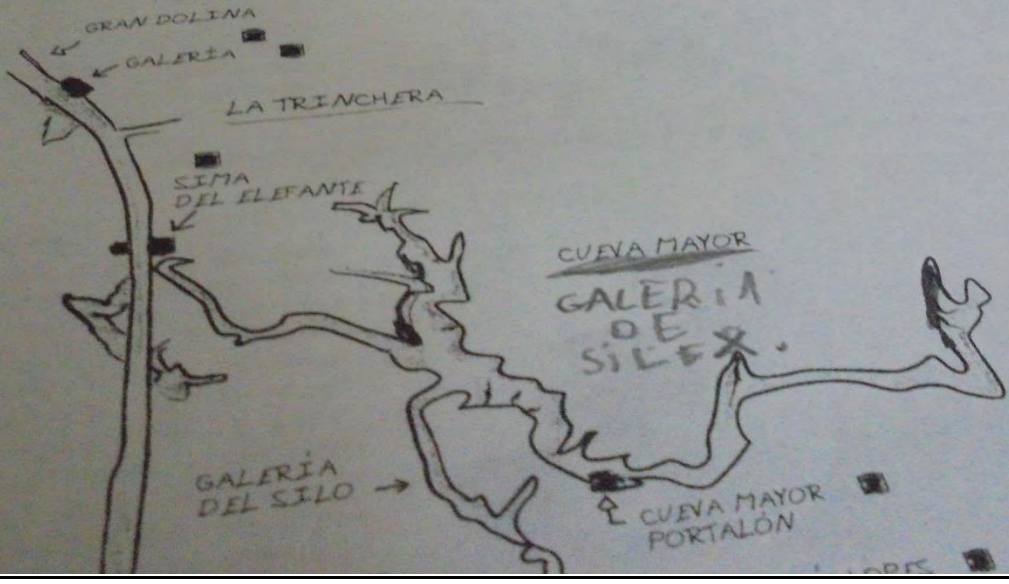 GRAN DOLINA
GALERÍA
LA TRINCHERA
SIMA
DEL ELEFANTE
CUEVA MAYOR
GALERíA
DE
SiLEX.
GALERÍA
DEL SILO
CUEVA MAYOR
PORTALÓN